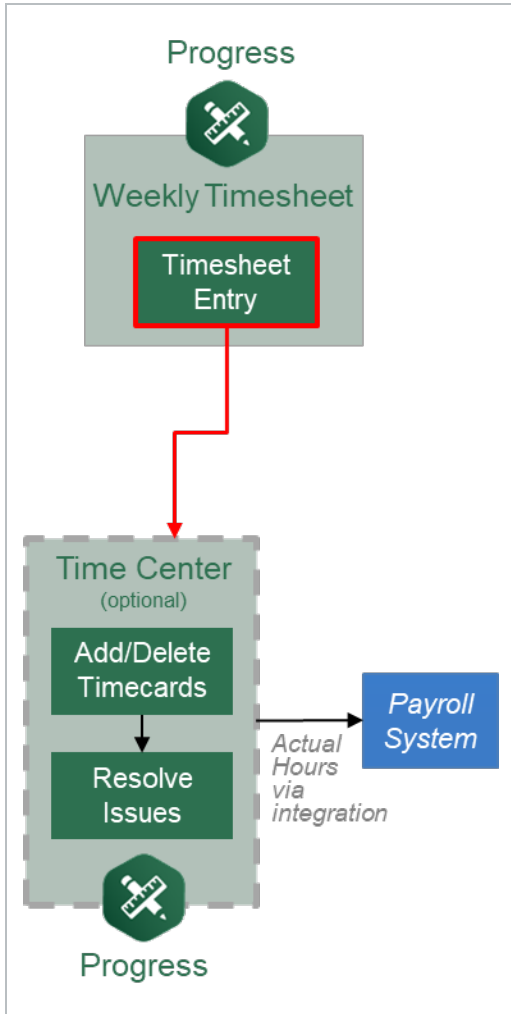 Progress
Weekly Timesheet
Timesheet
Entry
Time Center
(optional)
Add/Delete
Timecards
Resolve
Issues
Actual
Hours
via
integration
Payroll
System
Progress